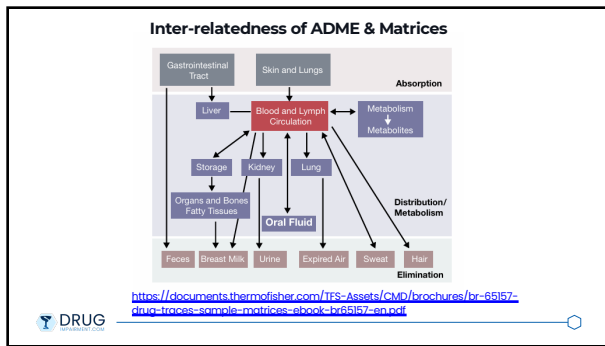 Inter-relatedness of ADME & Matrices
Gastrointestinal
Tract
Skin and Lungs
Absorption
Liver
Blood and Lymph
Circulation
Metabolism
Metabolites
Storage
Kidney
Lung
Organs and Bones
Fatty Tissues
Oral Fluid
Distribution/
Metabolism
Feces
Breast Milk
Urine
Expired Air
Sweat
Hair
Elimination
https://documents.thermofisher.com/TFS-Assets/CMD/brochures/br-65157-
drug-traces-sample-matrices-ebook-br65157-en.pdf
DRUG
IMPAIRMENT.COM